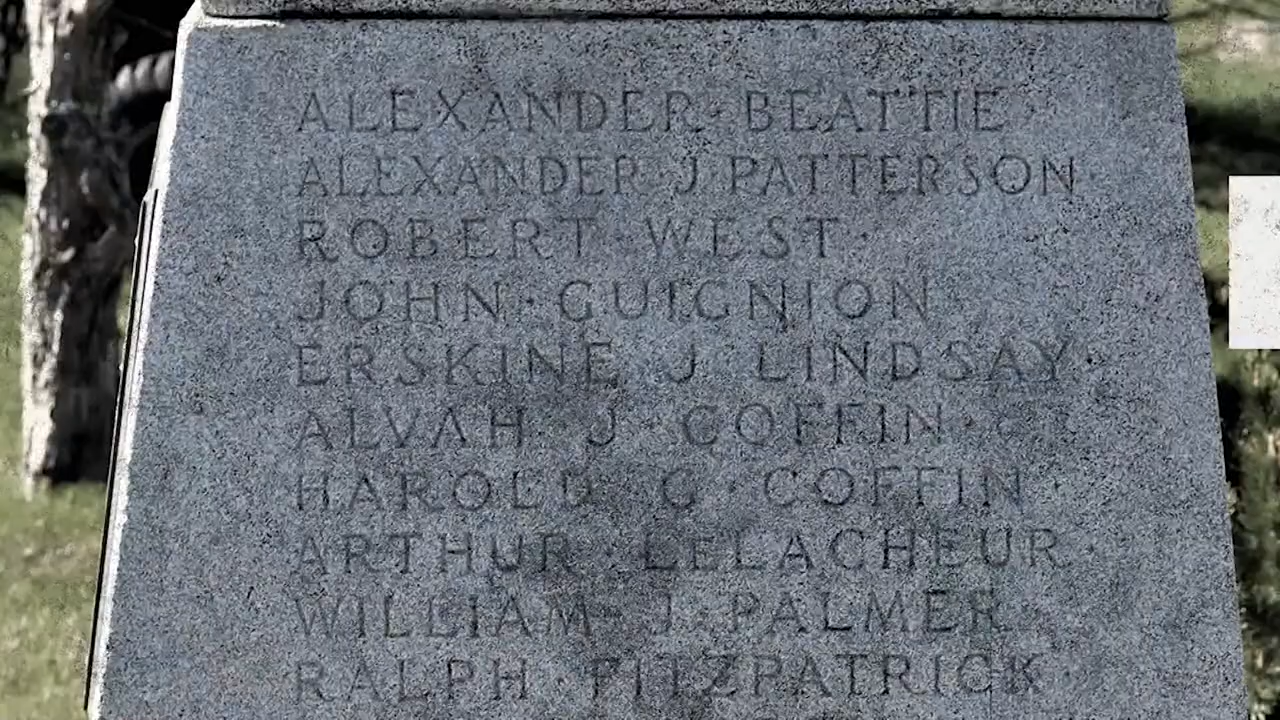 ALEXANDER · BEATTIE
ALEXANDER · J · PATTERSON
ROBERT · WEST ·
JOHN · GUIGNION
ERSKINE · J · LINDSAY ·
ALVAH · J · COFFIN ·
HAROLD · G · COFFIN ·
ARTHUR · LELACHEUR
WILLIAM · J · PALMER
RALPH · FITZPATRICK